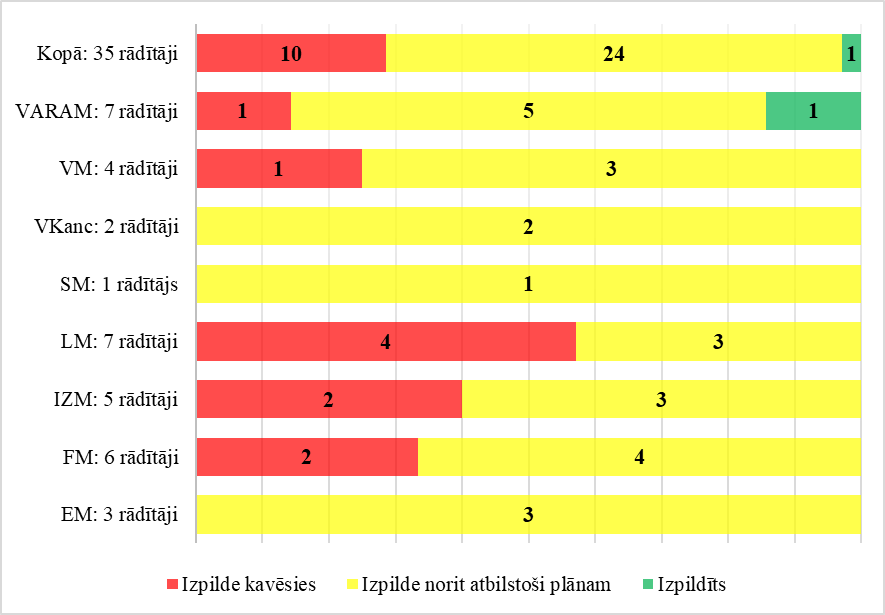 Kopā: 35 rādītāji 10 24 1
VARAM: 7 rādītāji 1 5 1
VM: 4 rādītāji 1 3
VKanc: 2 rādītāji 2
SM: 1 rādītājs 1
LM: 7 rādītāji 4 3
IZM: 5 rādītāji 2 3
FM: 6 rādītāji 2 4
EM: 3 rādītāji 3
Izpilde kavēsies Izpilde norit atbilstoši plānam Izpildīts